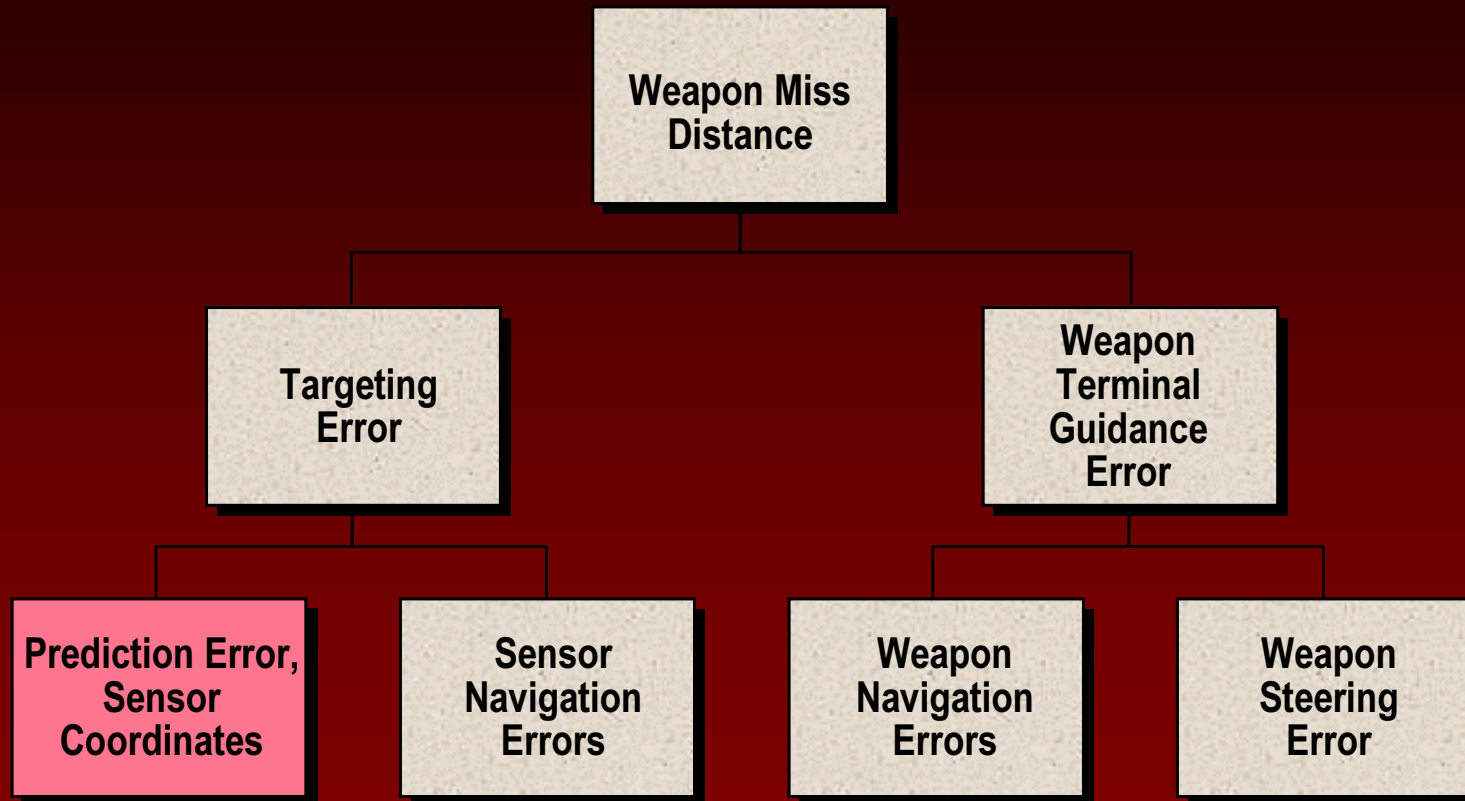 Weapon Miss
Distance
Targeting
Error
Weapon
Terminal
Guidance
Error
Prediction Error,
Sensor
Coordinates
Sensor
Navigation
Errors
Weapon
Navigation
Errors
Weapon
Steering
Error